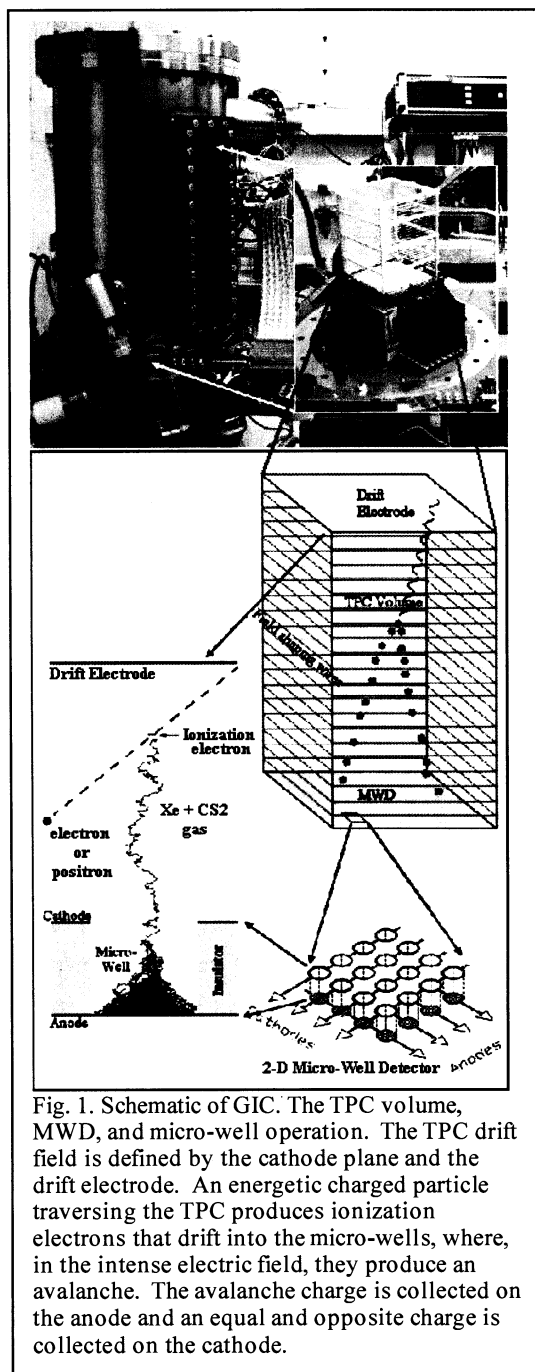 Drift
Electrode
TPC Volume
Field shaping wires
MWD
Drift Electrode
Ionization
electron
Xe + CS2
gas
electron
or
positron
Cathode
Micro-
Well
Insulator
Anode
Cathodes
Anodes
2-D Micro-Well Detector
Fig. 1. Schematic of GIC. The TPC volume,
MWD, and micro-well operation. The TPC drift
field is defined by the cathode plane and the
drift electrode. An energetic charged particle
traversing the TPC produces ionization
electrons that drift into the micro-wells, where,
in the intense electric field, they produce an
avalanche. The avalanche charge is collected on
the anode and an equal and opposite charge is
collected on the cathode.